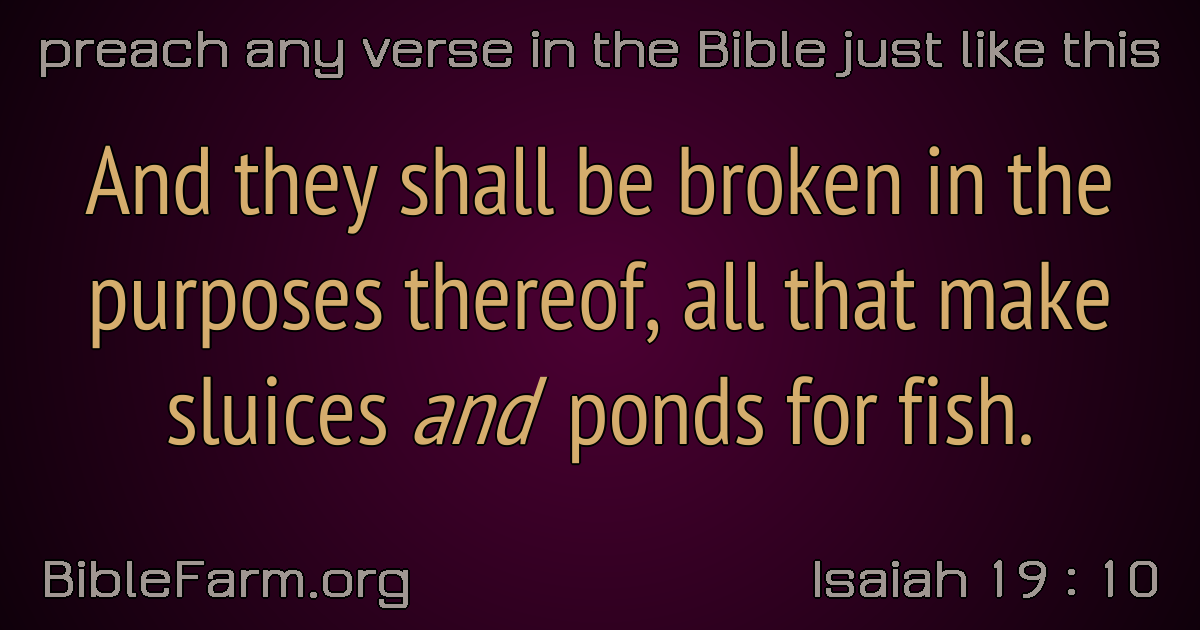 preach any verse in the Bible just like this
And they shall be broken in the
purposes thereof, all that make
sluices and ponds for fish.
BibleFarm.org
Isaiah 19 : 10